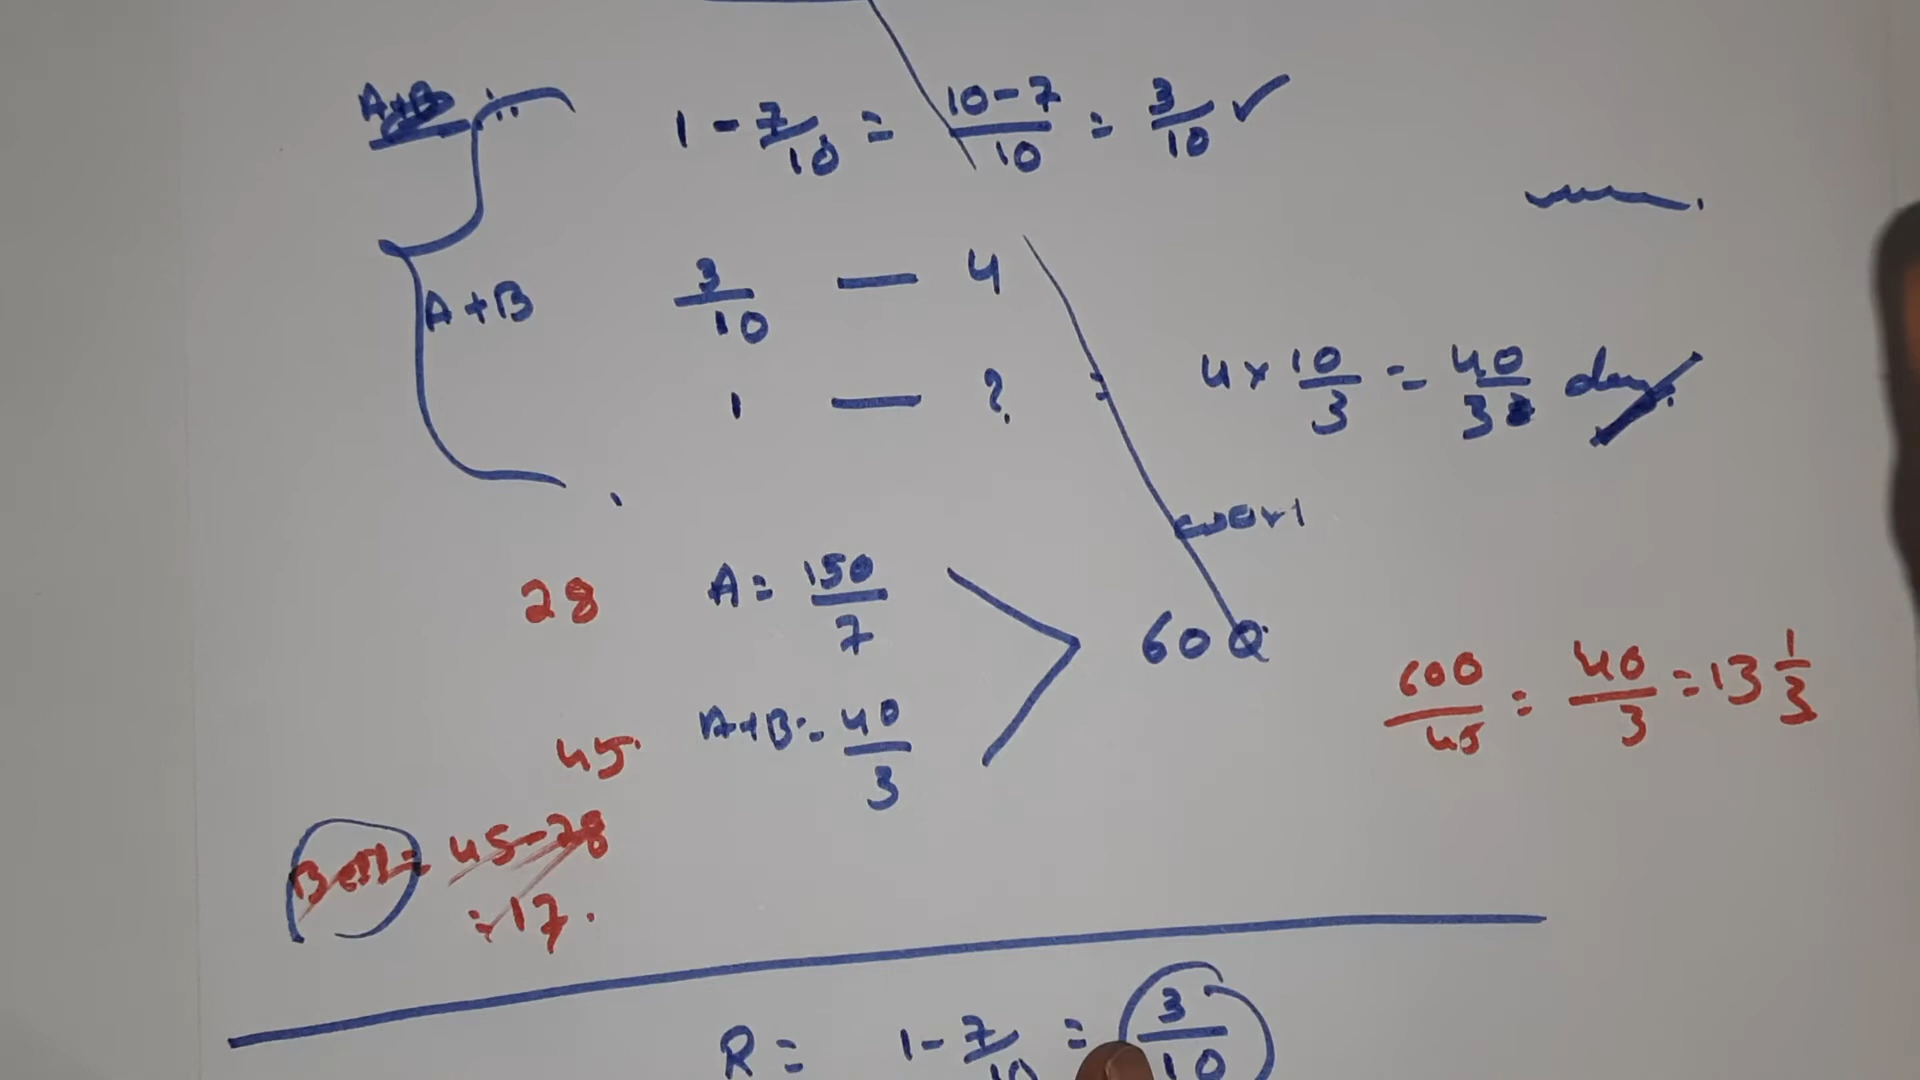 A+B
1 - 7/10 = 10-7/10 = 3/10 ✓
A+B 3/10 — 4
1 — ? = 4 x 10/3 = 40/3 days
28 A = 150/7
600
45 A+B = 40/3
600/45 = 40/3 = 13 1/3
45-28
= 17.
R = 1 - 7/10 = 3/10